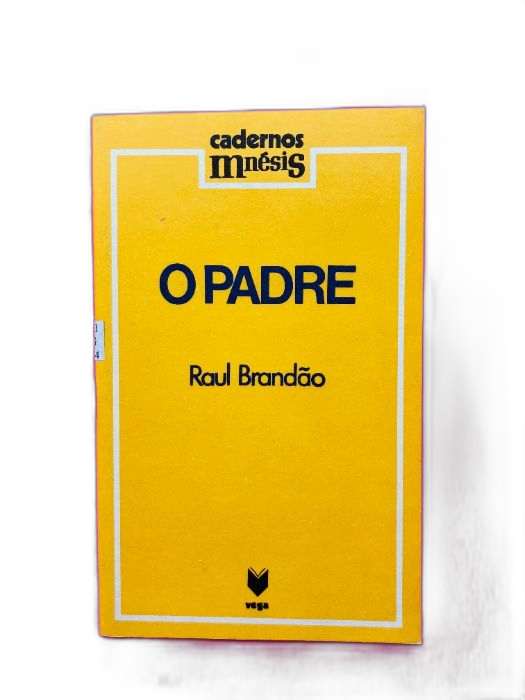 cadernos
mnésis
O PADRE
Raul Brandão
vega